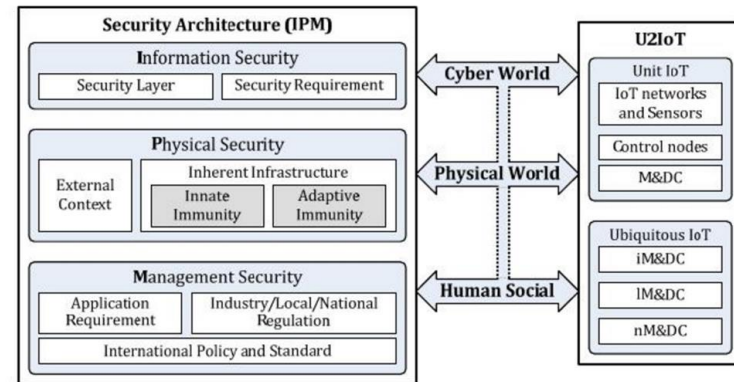 Security Architecture (IPM)
Information Security
Security Layer
Security Requirement
Physical Security
External
Context
Inherent Infrastructure
Innate
Immunity
Adaptive
Immunity
Management Security
Application
Requirement
Industry/Local/National
Regulation
International Policy and Standard
Cyber World
Physical World
Human Social
U2IoT
Unit IoT
IoT networks
and Sensors
Control nodes
M&DC
Ubiquitous IoT
iM&DC
lM&DC
nM&DC